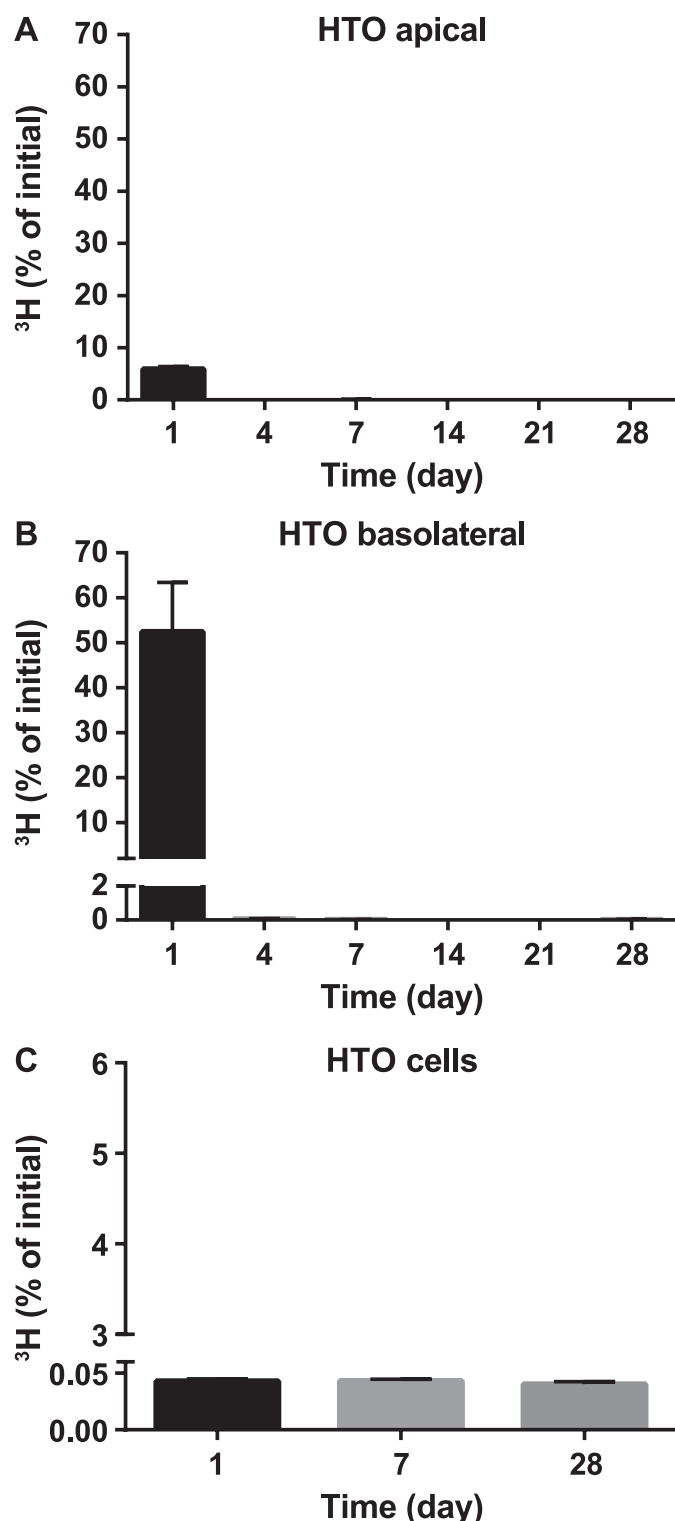 A HTO apical
³H (% of initial)
70
60
50
40
30
20
10
0
1 4 7 14 21 28
Time (day)
B HTO basolateral
³H (% of initial)
70
60
50
40
30
20
10
2
0
1 4 7 14 21 28
Time (day)
C HTO cells
³H (% of initial)
6
5
4
3
0.05
0.00
1 7 28
Time (day)